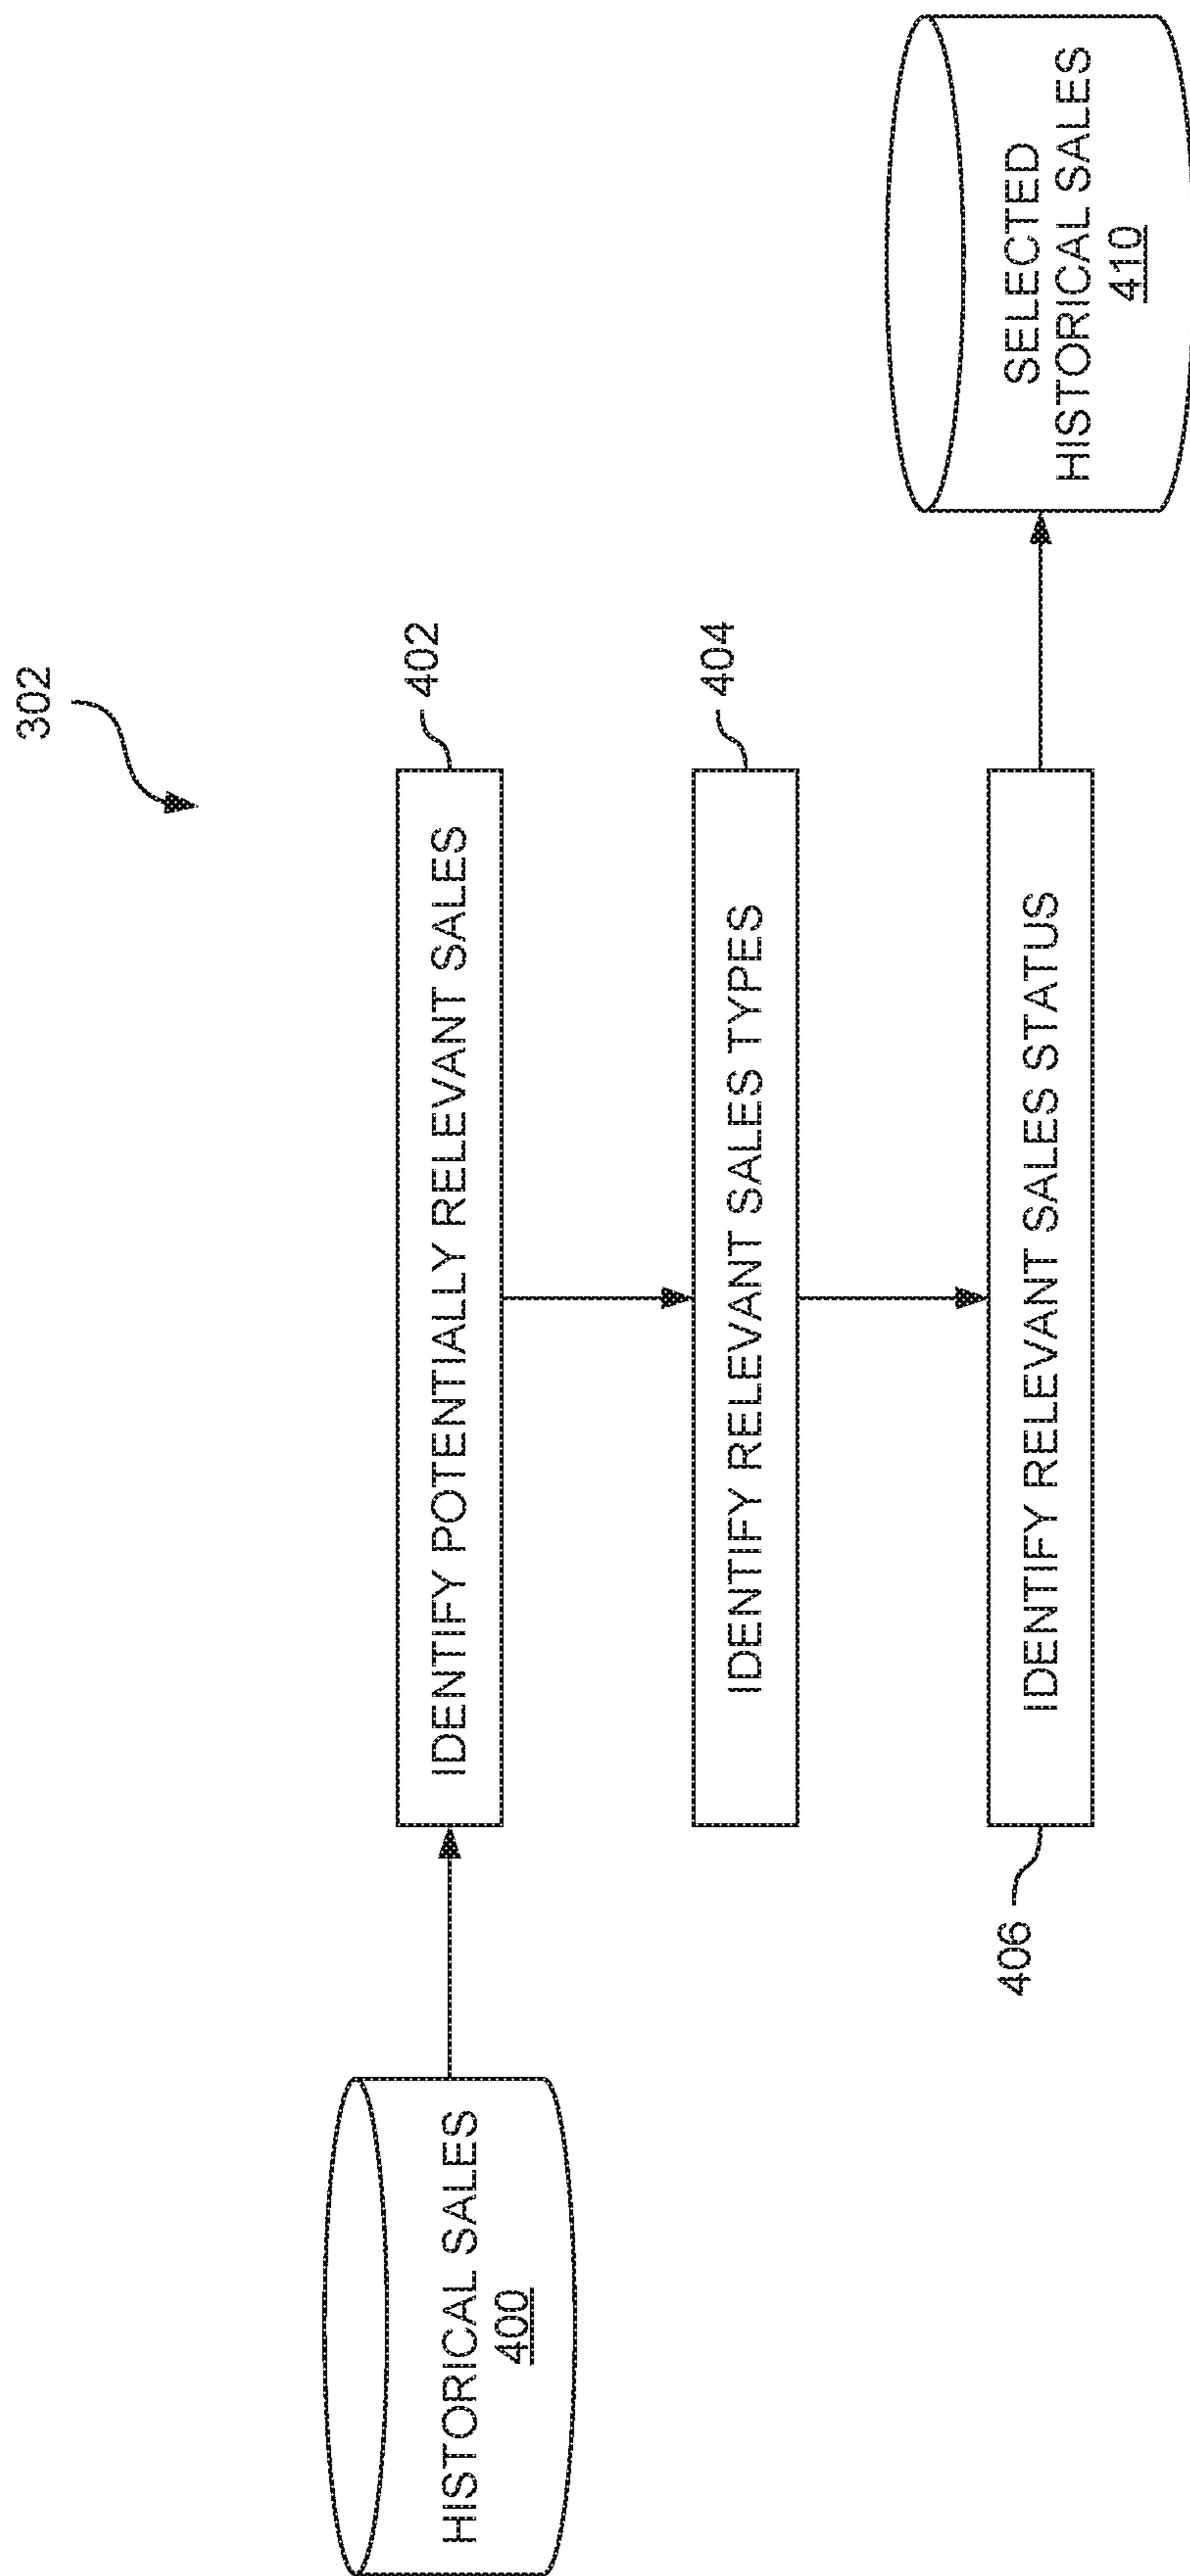 302
HISTORICAL SALES
400
IDENTIFY POTENTIALLY RELEVANT SALES
402
IDENTIFY RELEVANT SALES TYPES
404
406
IDENTIFY RELEVANT SALES STATUS
SELECTED
HISTORICAL SALES
410